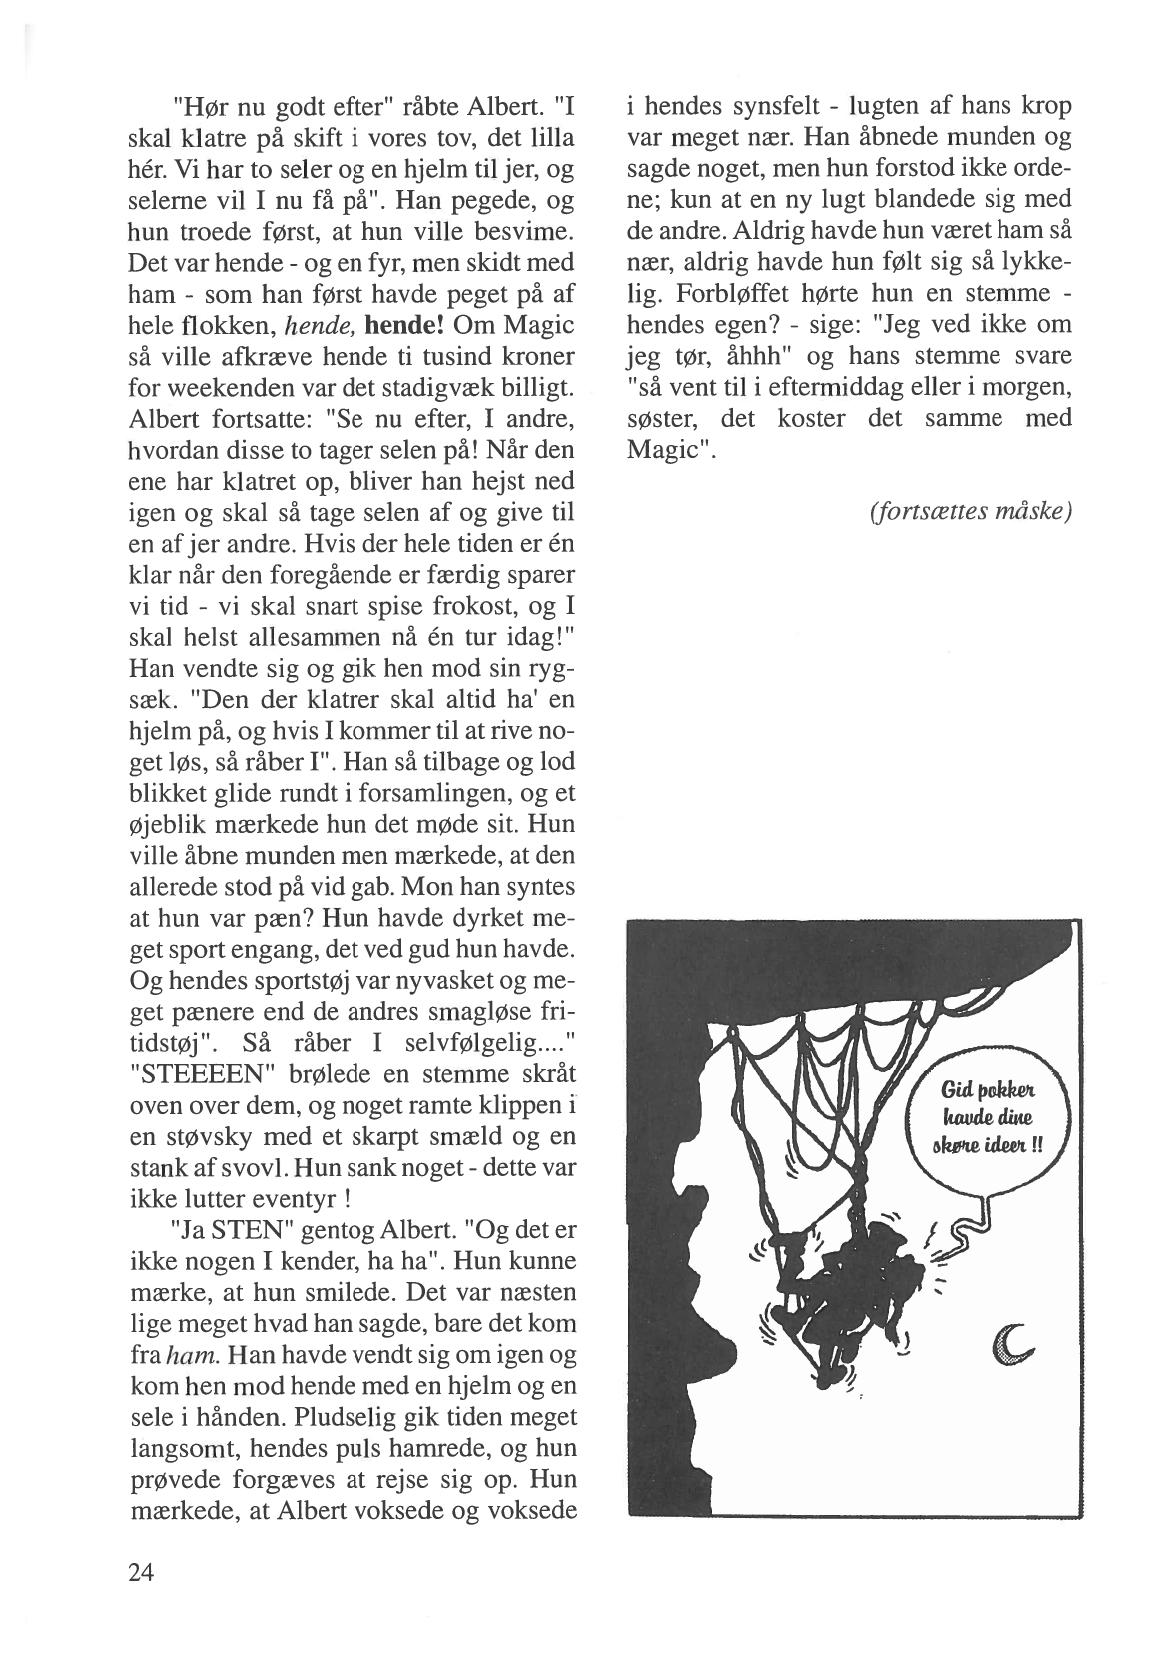 "Hør nu godt efter" råbte Albert. "I
skal klatre på skift i vores tov, det lilla
hér. Vi har to seler og en hjelm til jer, og
selerne vil I nu få på". Han pegede, og
hun troede først, at hun ville besvime.
Det var hende - og en fyr, men skidt med
ham - som han først havde peget på af
hele flokken, hende, hende! Om Magic
så ville afkræve hende ti tusind kroner
for weekenden var det stadigvæk billigt.
Albert fortsatte: "Se nu efter, I andre,
hvordan disse to tager selen på! Når den
ene har klatret op, bliver han hejst ned
igen og skal så tage selen af og give til
en af jer andre. Hvis der hele tiden er én
klar når den foregående er færdig sparer
vi tid - vi skal snart spise frokost, og I
skal helst allesammen nå én tur idag!"
Han vendte sig og gik hen mod sin ryg-
sæk. "Den der klatrer skal altid ha' en
hjelm på, og hvis I kommer til at rive no-
get løs, så råber I". Han så tilbage og lod
blikket glide rundt i forsamlingen, og et
øjeblik mærkede hun det møde sit. Hun
ville åbne munden men mærkede, at den
allerede stod på vid gab. Mon han syntes
at hun var pæn? Hun havde dyrket me-
get sport engang, det ved gud hun havde.
Og hendes sportstøj var nyvasket og me-
get pænere end de andres smagløse fri-
tidstøj". Så råber I selvfølgelig...."
"STEEEEN" brølede en stemme skråt
oven over dem, og noget ramte klippen i
en støvsky med et skarpt smæld og en
stank af svovl. Hun sank noget - dette var
ikke lutter eventyr !
"Ja STEN" gentog Albert. "Og det er
ikke nogen I kender, ha ha". Hun kunne
mærke, at hun smilede. Det var næsten
lige meget hvad han sagde, bare det kom
fra ham. Han havde vendt sig om igen og
kom hen mod hende med en hjelm og en
sele i hånden. Pludselig gik tiden meget
langsomt, hendes puls hamrede, og hun
prøvede forgæves at rejse sig op. Hun
mærkede, at Albert voksede og voksede
i hendes synsfelt - lugten af hans krop
var meget nær. Han åbnede munden og
sagde noget, men hun forstod ikke orde-
ne; kun at en ny lugt blandede sig med
de andre. Aldrig havde hun været ham så
nær, aldrig havde hun følt sig så lykke-
lig. Forbløffet hørte hun en stemme -
hendes egen? - sige: "Jeg ved ikke om
jeg tør, åhhh" og hans stemme svare
"så vent til i eftermiddag eller i morgen,
søster, det koster det samme med
Magic".
(fortsættes måske)
Gid pokker
havde dine
skøre ideer !!
24